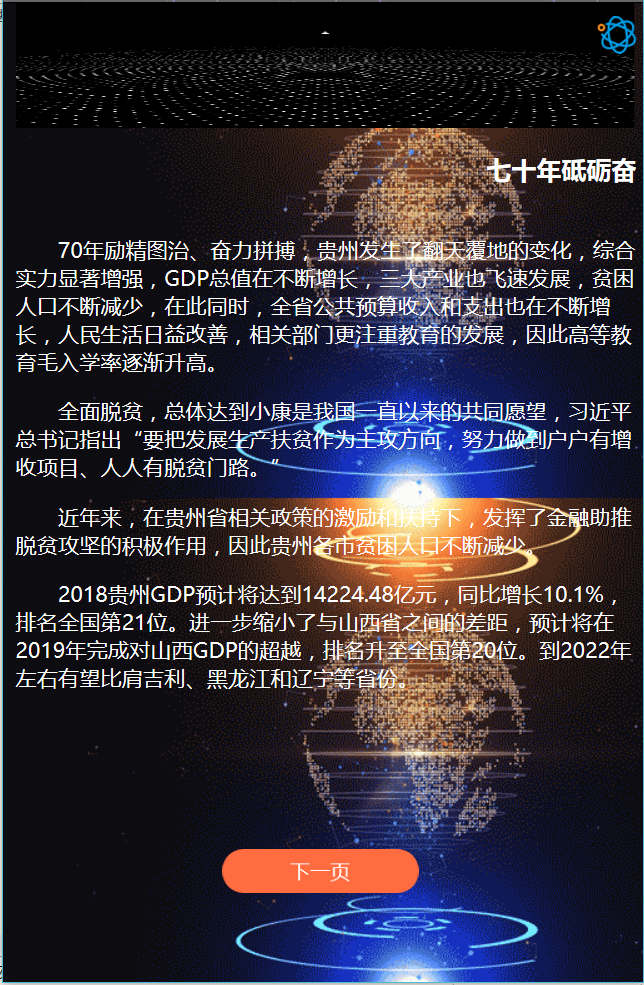 七十年砥砺奋
70年励精图治、奋力拼搏，贵州发生了翻天覆地的变化，综合
实力显著增强，GDP总值在不断增长，三大产业也飞速发展，贫困
人口不断减少，在此同时，全省公共预算收入和支出也在不断增
长，人民生活日益改善，相关部门更注重教育的发展，因此高等教
育毛入学率逐渐升高。
全面脱贫，总体达到小康是我国一直以来的共同愿望，习近平
总书记指出“要把发展生产扶贫作为主攻方向，努力做到户户有增
收项目、人人有脱贫门路。”
近年来，在贵州省相关政策的激励和扶持下，发挥了金融助推
脱贫攻坚的积极作用，因此贵州各市贫困人口不断减少。
2018贵州GDP预计将达到14224.48亿元，同比增长10.1%，
排名全国第21位。进一步缩小了与山西省之间的差距，预计将在
2019年完成对山西GDP的超越，排名升至全国第20位。到2022年
左右有望比肩吉利、黑龙江和辽宁等省份。
下一页